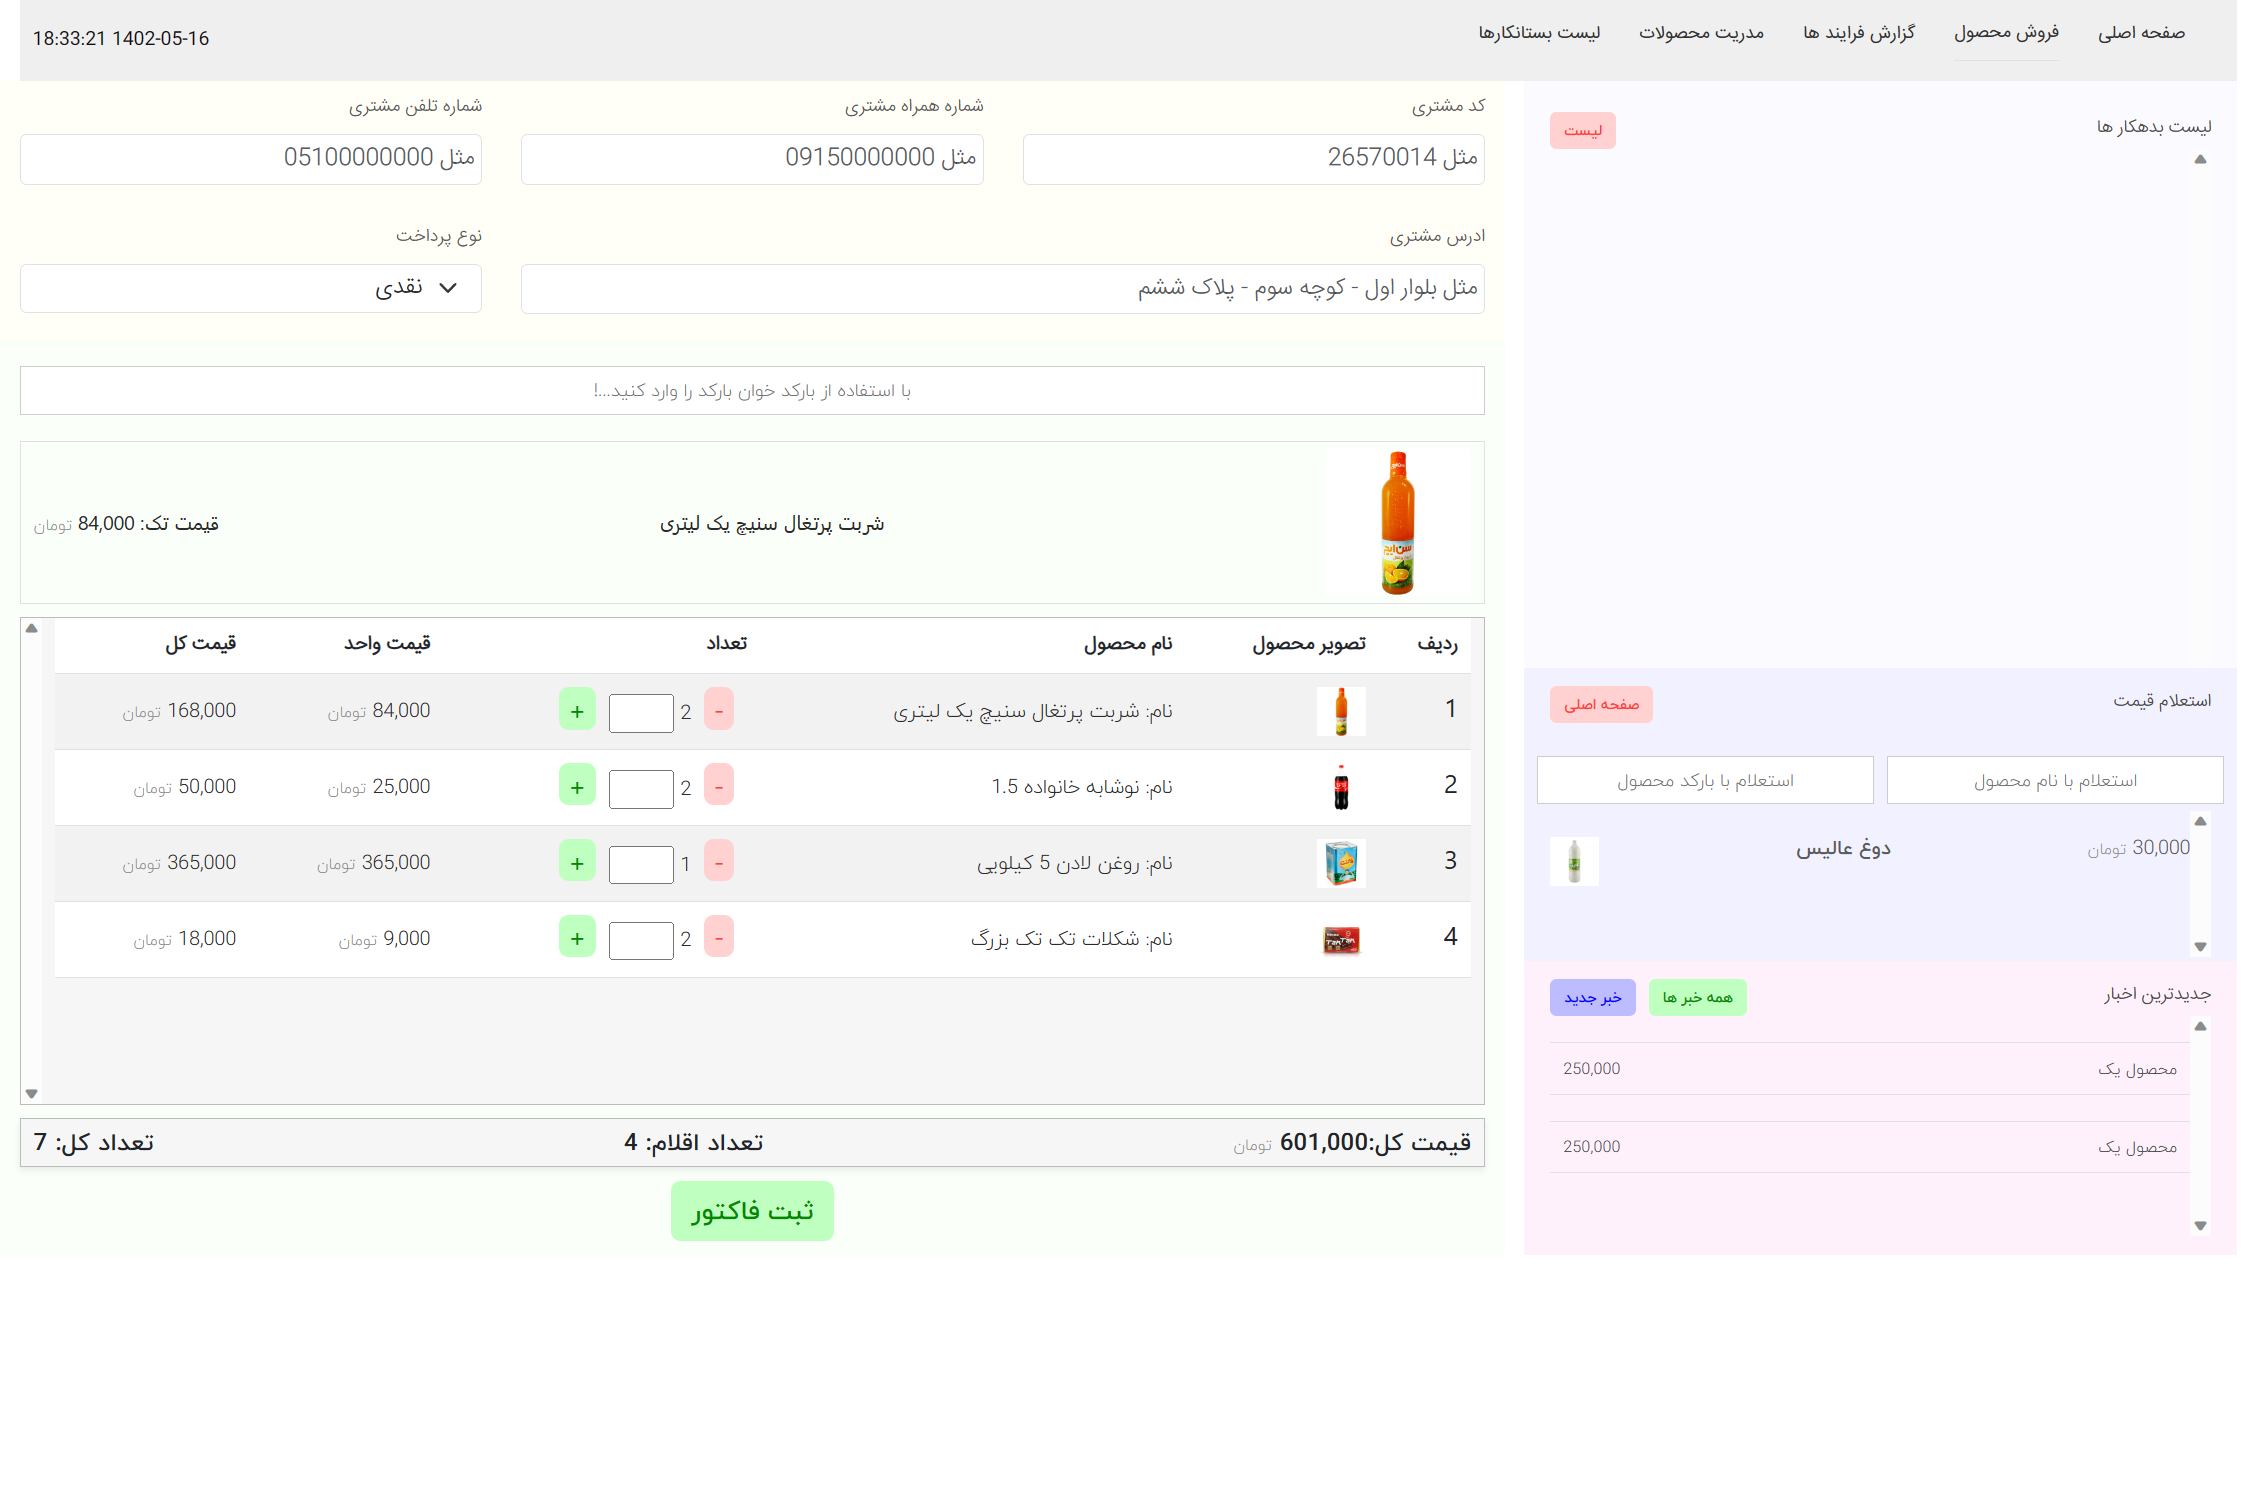 صفحه اصلی فروش محصول گزارش فرایند ها مدریت محصولات لیست بستانکارها 18:33:21 1402-05-16
لیست بدهکار ها لیست
کد مشتری شماره همراه مشتری شماره تلفن مشتری
مثل 26570014 مثل 09150000000 مثل 05100000000
ادرس مشتری نوع پرداخت
مثل بلوار اول - کوچه سوم - پلاک ششم نقدی
با استفاده از بارکد خوان بارکد را وارد کنید...!
شربت پرتغال سنیچ یک لیتری قیمت تک: 84,000 تومان
ردیف تصویر محصول نام محصول تعداد قیمت واحد قیمت کل
1 نام: شربت پرتغال سنیچ یک لیتری - 2 + 84,000 تومان 168,000 تومان
2 نام: نوشابه خانواده 1.5 - 2 + 25,000 تومان 50,000 تومان
3 نام: روغن لادن 5 کیلویی - 1 + 365,000 تومان 365,000 تومان
4 نام: شکلات تک تک بزرگ - 2 + 9,000 تومان 18,000 تومان
قیمت کل:601,000 تومان تعداد اقلام: 4 تعداد کل: 7
ثبت فاکتور
استعلام قیمت صفحه اصلی
استعلام با نام محصول استعلام با بارکد محصول
30,000 تومان دوغ عالیس
جدیدترین اخبار همه خبر ها خبر جدید
محصول یک 250,000
محصول یک 250,000